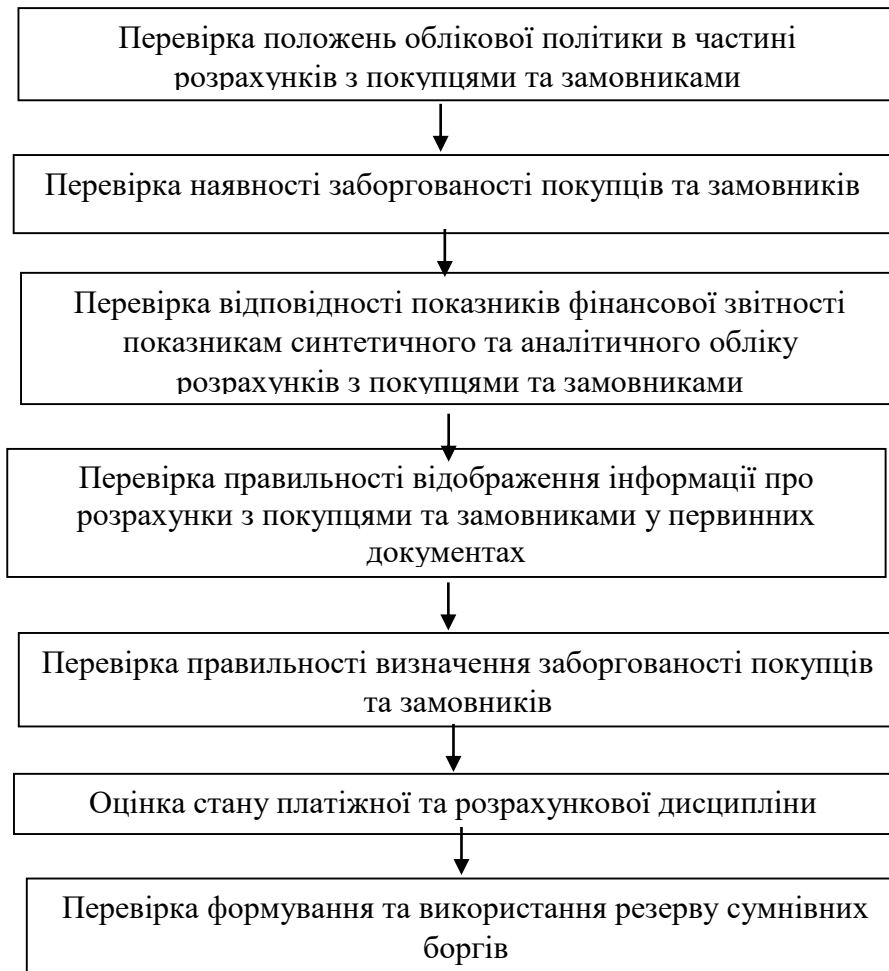 Перевірка положень облікової політики в частині
розрахунків з покупцями та замовниками
Перевірка наявності заборгованості покупців та замовників
Перевірка відповідності показників фінансової звітності
показникам синтетичного та аналітичного обліку
розрахунків з покупцями та замовниками
Перевірка правильності відображення інформації про
розрахунки з покупцями та замовниками у первинних
документах
Перевірка правильності визначення заборгованості покупців
та замовників
Оцінка стану платіжної та розрахункової дисципліни
Перевірка формування та використання резерву сумнівних
боргів